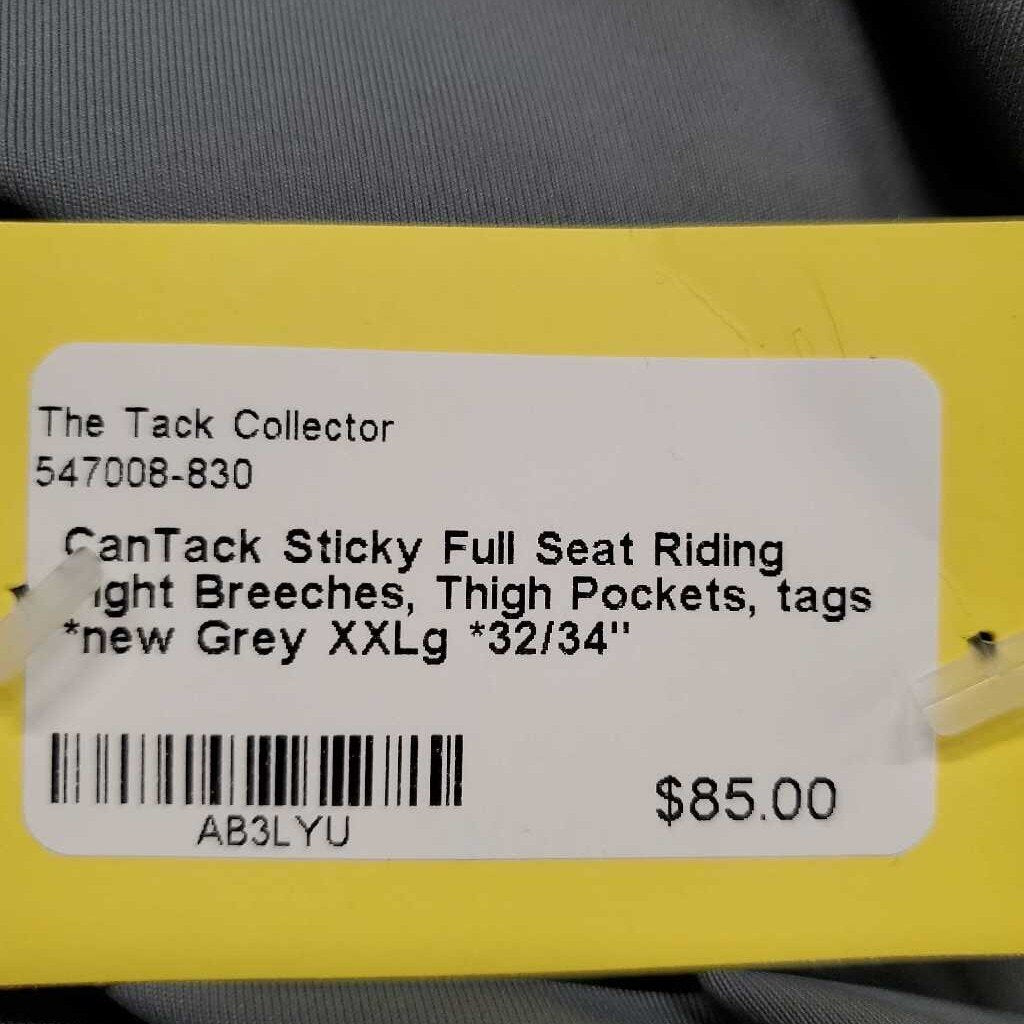 The Tack Collector
547008-830
CanTack Sticky Full Seat Riding
Breeches, Thigh Pockets, tags
*new Grey XXLg *32/34"
AB3LYU
$85.00